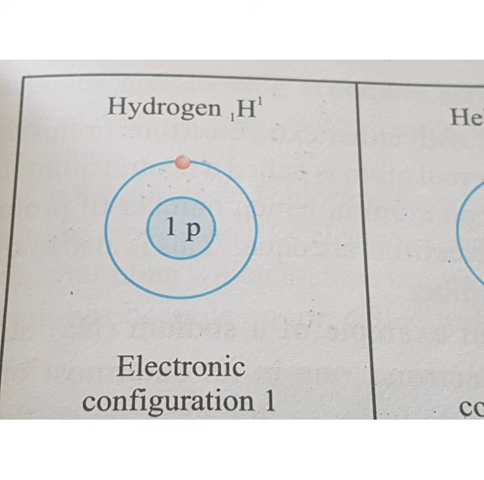 Hydrogen ₁H¹
He
1 p
Electronic
configuration 1
co